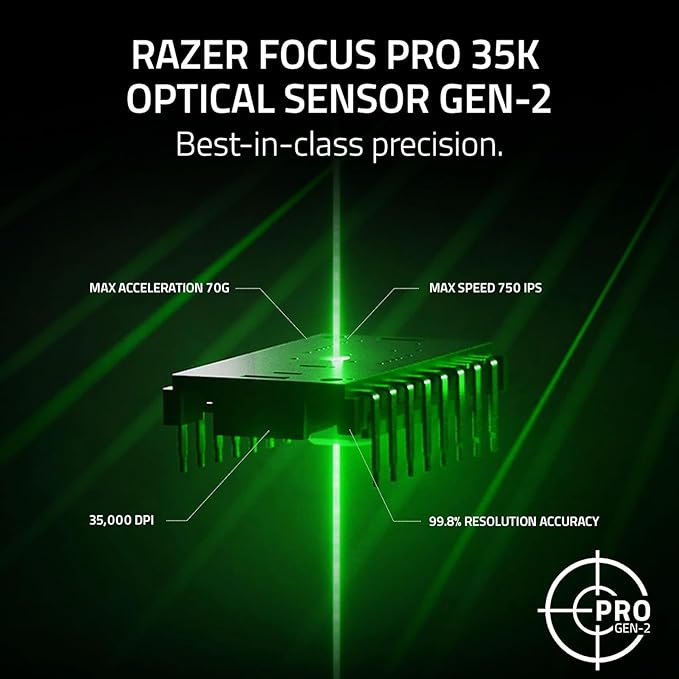 RAZER FOCUS PRO 35K
OPTICAL SENSOR GEN-2
Best-in-class precision.
MAX ACCELERATION 70G
MAX SPEED 750 IPS
35,000 DPI
99.8% RESOLUTION ACCURACY
PRO
GEN-2